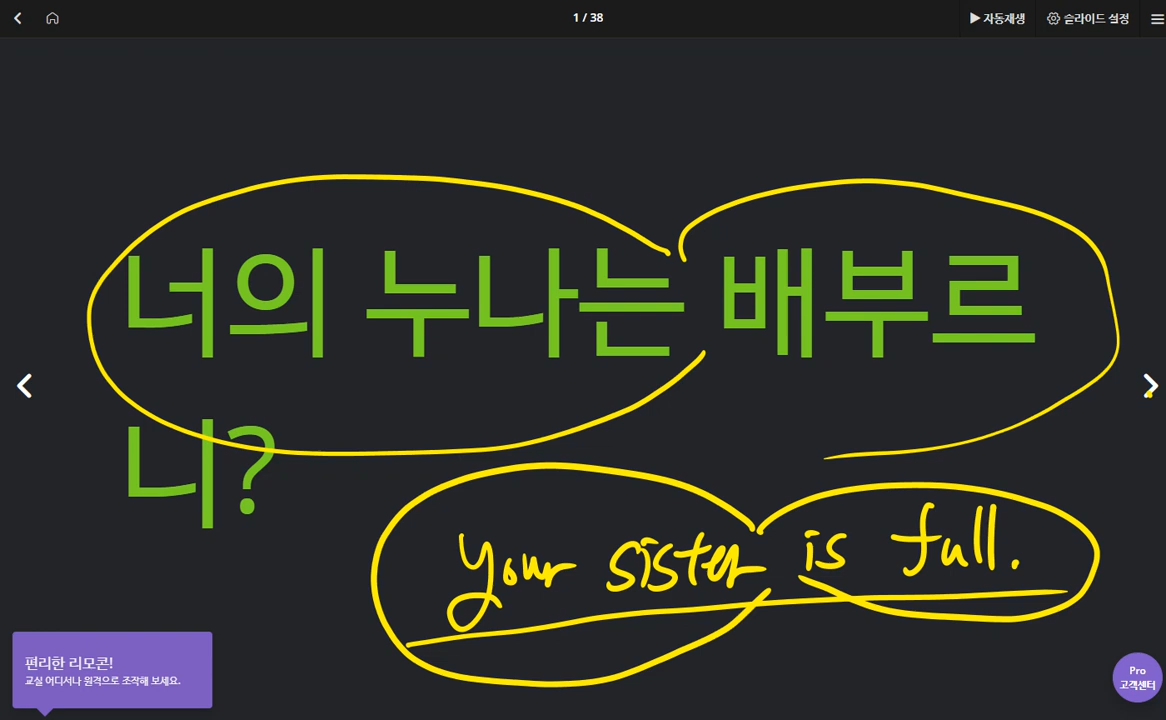 1 / 38
자동재생
슬라이드 설정
너의 누나는 배부르
니?
your sister is full.
편리한 리모콘!
교실 어디서나 원격으로 조작해 보세요.
Pro
고객센터